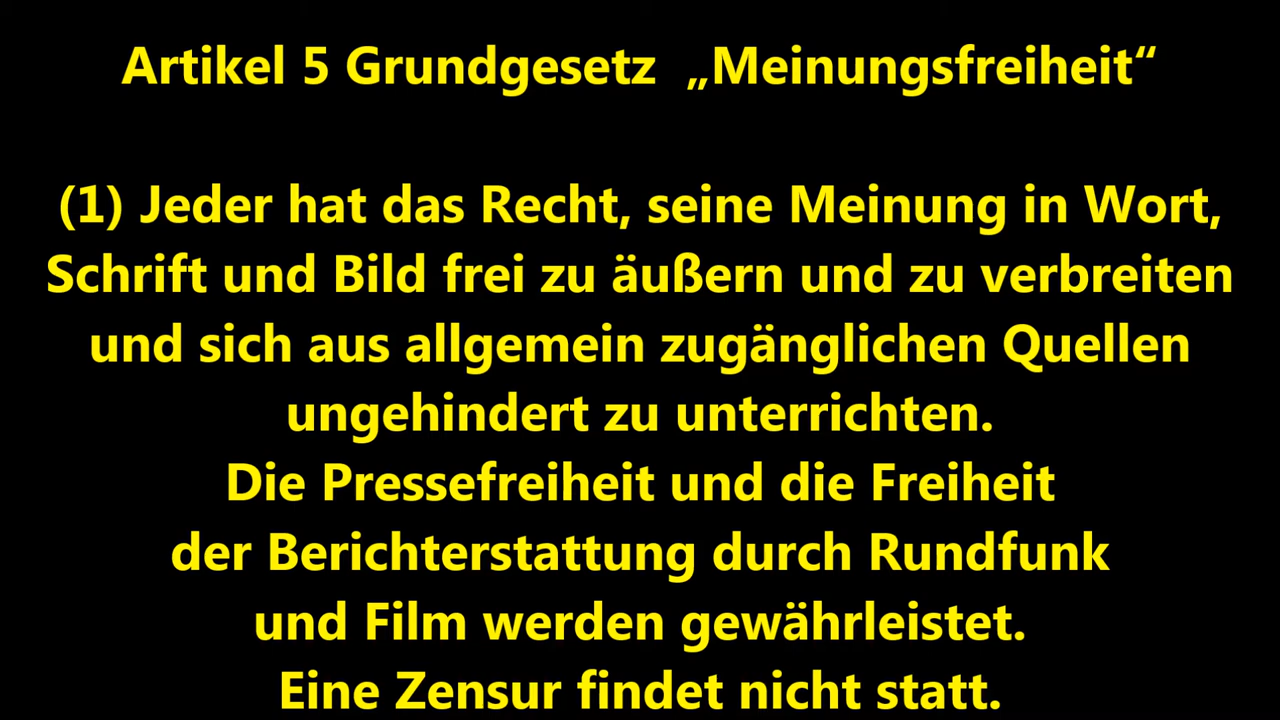 Artikel 5 Grundgesetz „Meinungsfreiheit“
(1) Jeder hat das Recht, seine Meinung in Wort,
Schrift und Bild frei zu äußern und zu verbreiten
und sich aus allgemein zugänglichen Quellen
ungehindert zu unterrichten.
Die Pressefreiheit und die Freiheit
der Berichterstattung durch Rundfunk
und Film werden gewährleistet.
Eine Zensur findet nicht statt.